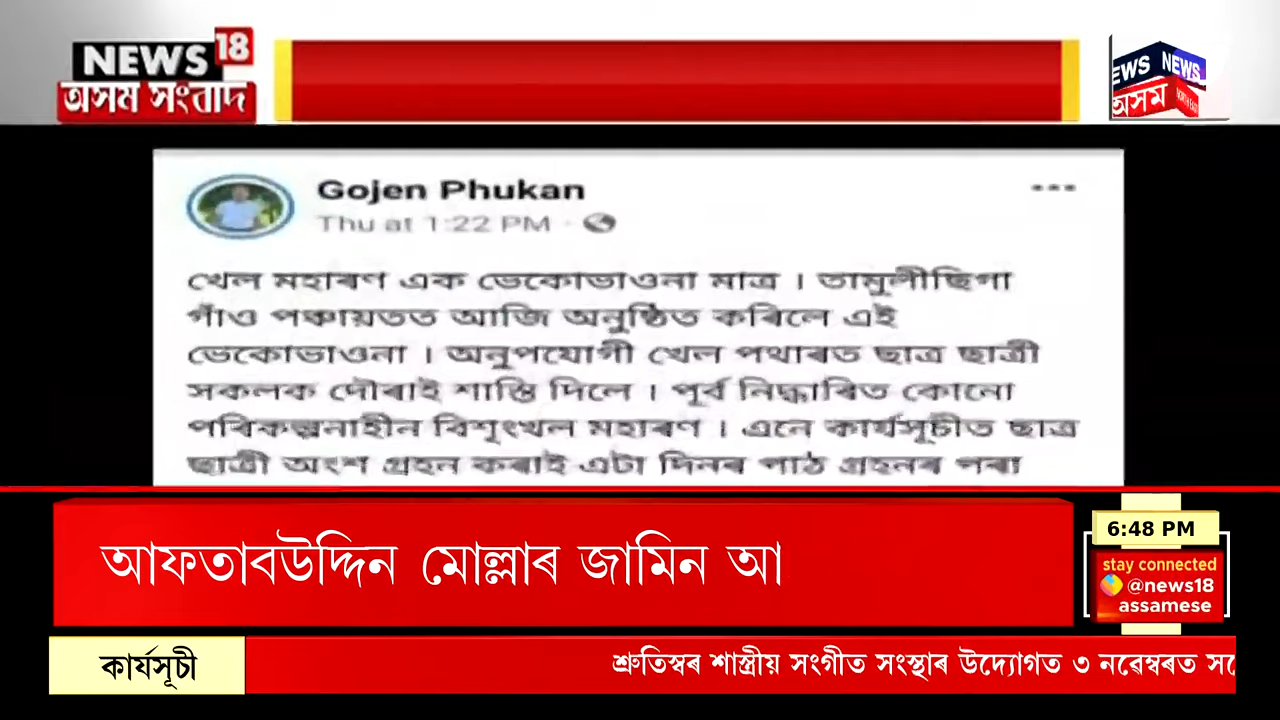 NEWS 18
অসম সংবাদ
EWS NEWS
অসম
Gojen Phukan
Thu at 1:22 PM ·
খেল মহাৰণ এক ভেকোভাওনা মাত্ৰ । তামুলীছিগা
গাঁও পঞ্চায়তত আজি অনুষ্ঠিত কৰিলে এই
ভেকোভাওনা । অনুপযোগী খেল পথাৰত ছাত্ৰ ছাত্ৰী
সকলক দৌৰাই শাস্তি দিলে । পূৰ্ব নিদ্ধাৰিত কোনো
পৰিকল্পনাহীন বিশৃংখল মহাৰণ । এনে কাৰ্যসূচীত ছাত্ৰ
ছাত্ৰী অংশ গ্ৰহন কৰাই এটা দিনৰ পাঠ গ্ৰহনৰ পৰা
আফতাবউদ্দিন মোল্লাৰ জামিন আ
6:48 PM
stay connected
@news18
assamese
কাৰ্যসূচী
শ্ৰুতিস্বৰ শাস্ত্ৰীয় সংগীত সংস্থাৰ উদ্যোগত ৩ নৱেম্বৰত